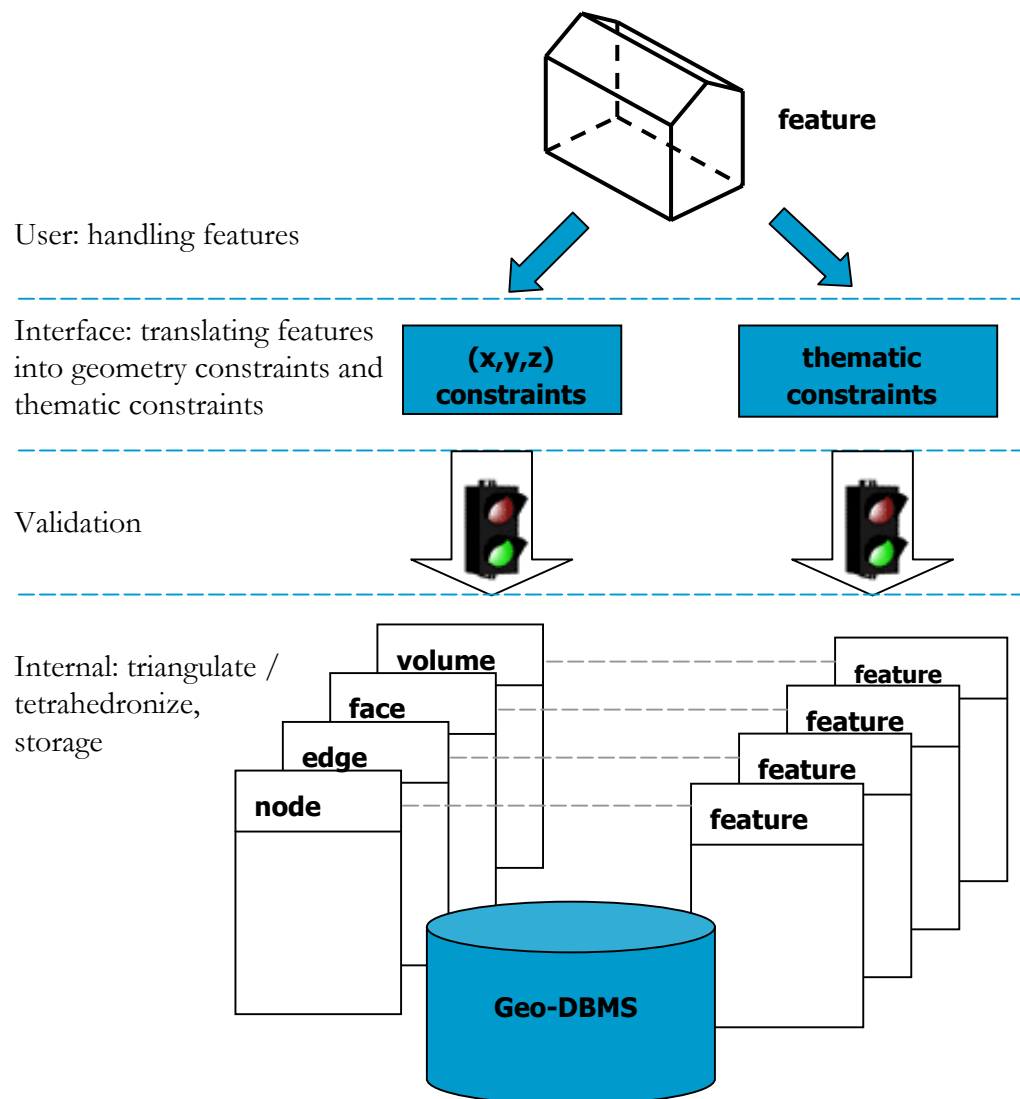 feature
User: handling features
Interface: translating features
into geometry constraints and
thematic constraints
(x,y,z)
constraints
thematic
constraints
Validation
Internal: triangulate /
tetrahedronize,
storage
volume
face
edge
node
feature
feature
feature
feature
Geo-DBMS